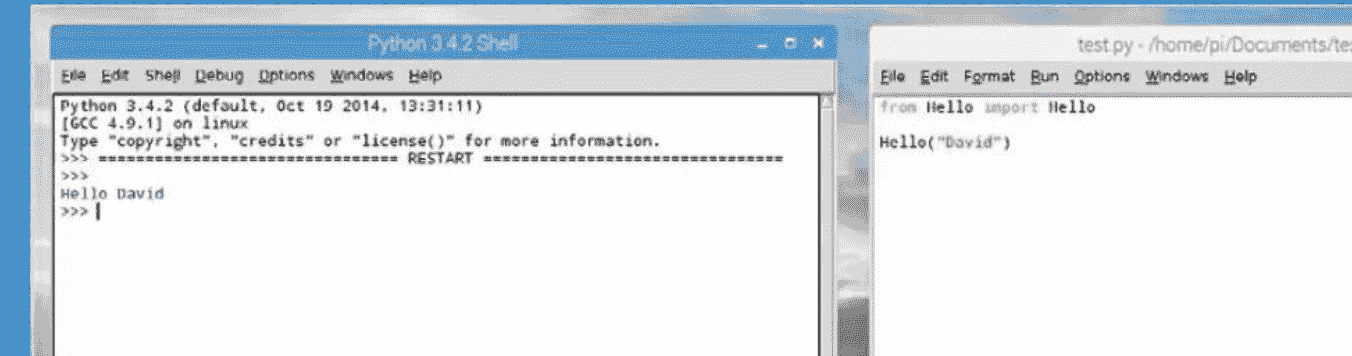 Python 3.4.2 Shell
File Edit Shell Debug Options Windows Help
Python 3.4.2 (default, Oct 19 2014, 13:31:11)
[GCC 4.9.1] on linux
Type "copyright", "credits" or "license()" for more information.
>>> ================================ RESTART ================================
>>>
Hello David
>>>
test.py - /home/pi/Documents/tes
File Edit Format Run Options Windows Help
from Hello import Hello
Hello("David")